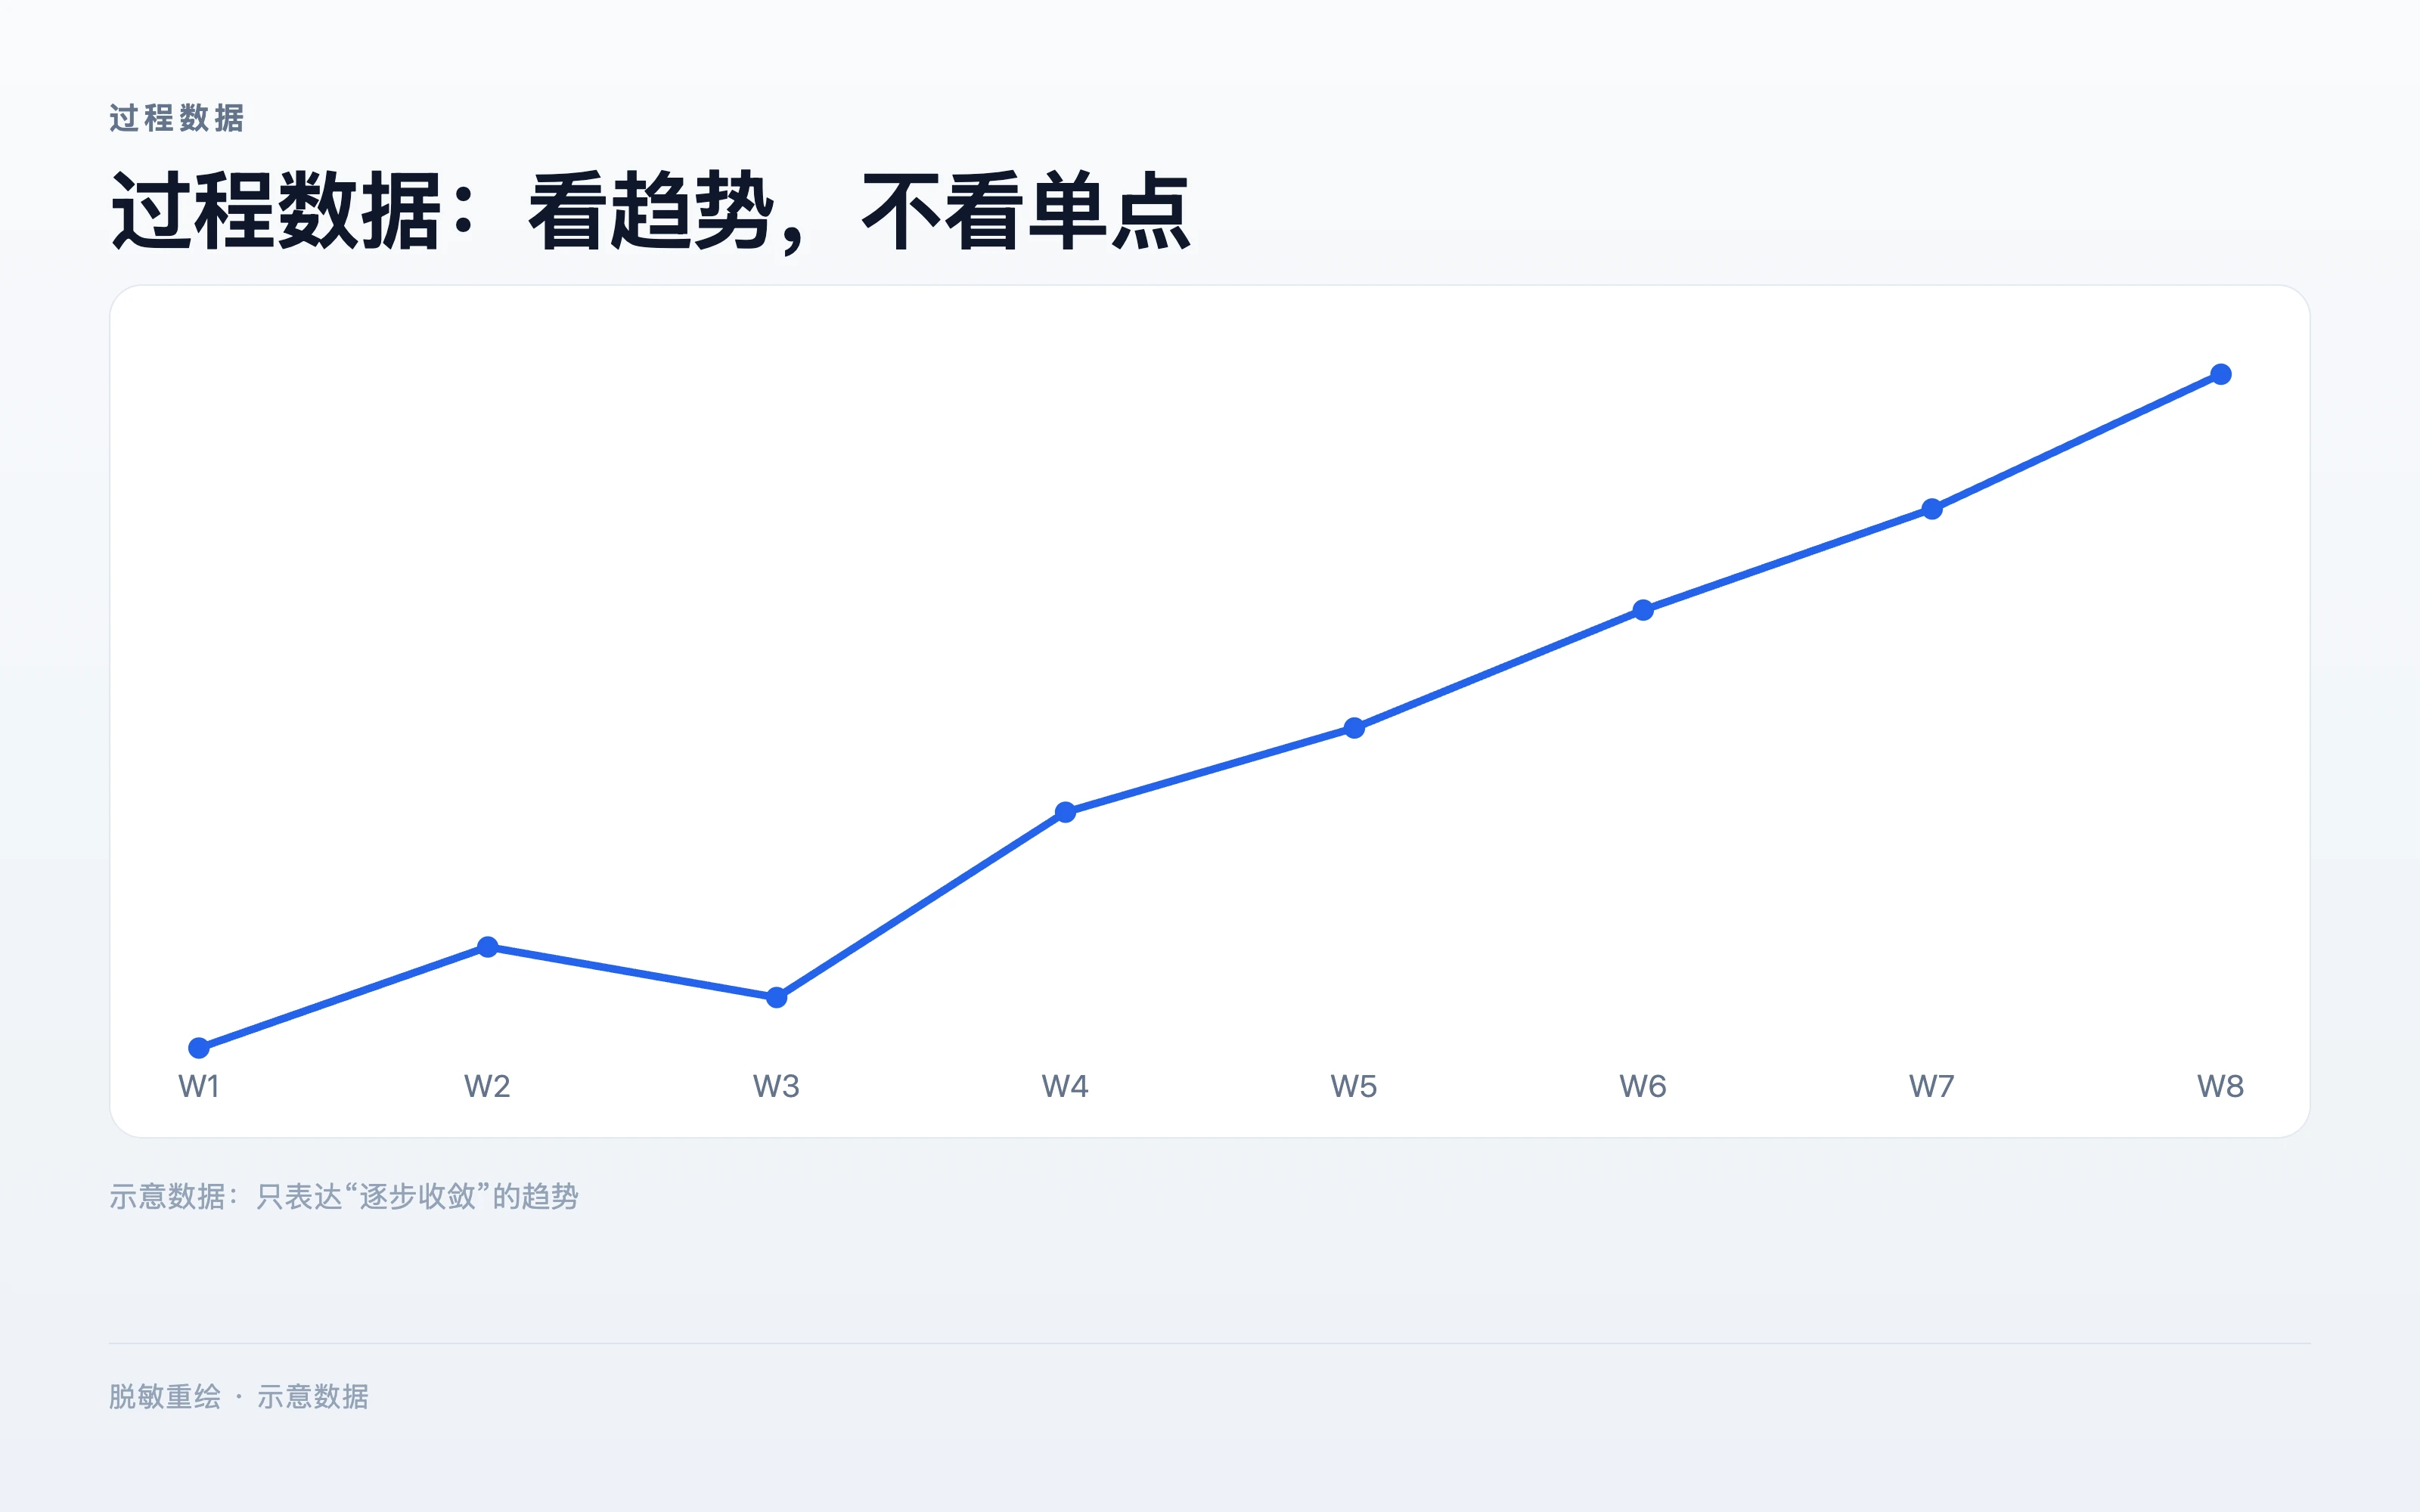 过程数据
过程数据：看趋势，不看单点
W1 W2 W3 W4 W5 W6 W7 W8
示意数据：只表达“逐步收敛”的趋势
脱敏重绘 · 示意数据